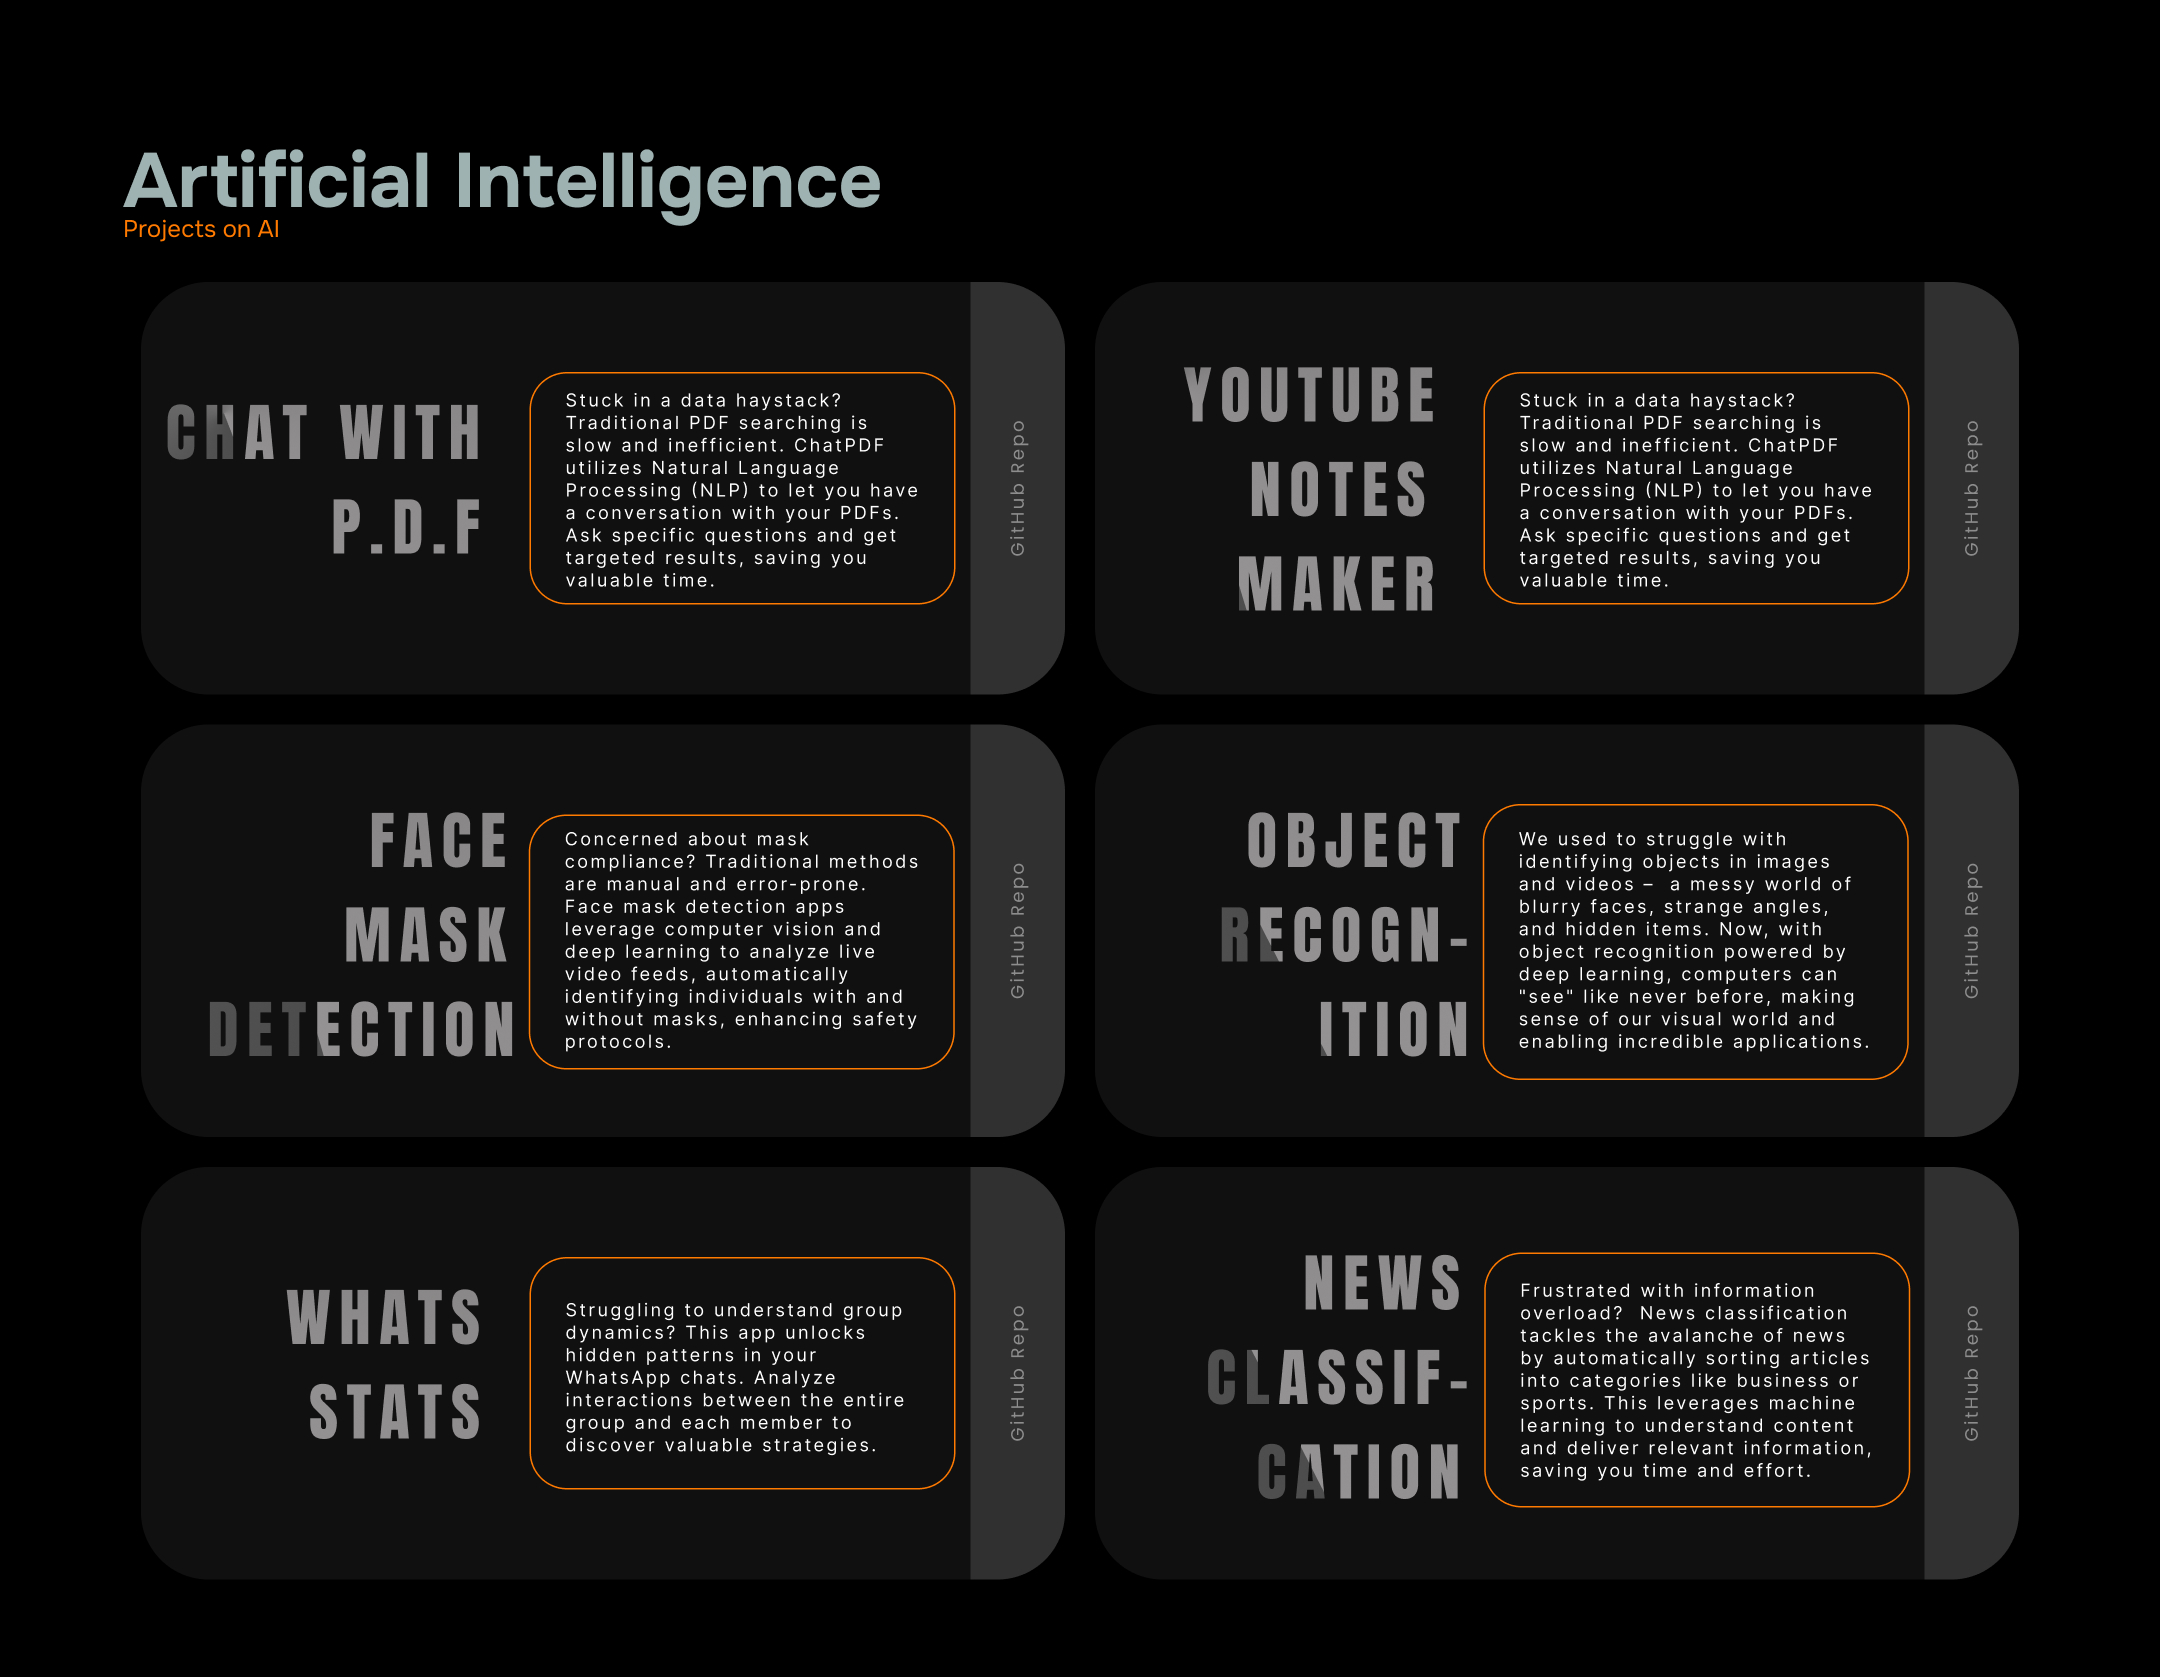 Artificial Intelligence
Projects on AI
CHAT WITH
P.D.F
Stuck in a data haystack?
Traditional PDF searching is
slow and inefficient. ChatPDF
utilizes Natural Language
Processing (NLP) to let you have
a conversation with your PDFs.
Ask specific questions and get
targeted results, saving you
valuable time.
GitHub Repo
YOUTUBE
NOTES
MAKER
Stuck in a data haystack?
Traditional PDF searching is
slow and inefficient. ChatPDF
utilizes Natural Language
Processing (NLP) to let you have
a conversation with your PDFs.
Ask specific questions and get
targeted results, saving you
valuable time.
GitHub Repo
FACE
MASK
DETECTION
Concerned about mask
compliance? Traditional methods
are manual and error-prone.
Face mask detection apps
leverage computer vision and
deep learning to analyze live
video feeds, automatically
identifying individuals with and
without masks, enhancing safety
protocols.
GitHub Repo
OBJECT
RECOGN-
ITION
We used to struggle with
identifying objects in images
and videos –  a messy world of
blurry faces, strange angles,
and hidden items. Now, with
object recognition powered by
deep learning, computers can
"see" like never before, making
sense of our visual world and
enabling incredible applications.
GitHub Repo
WHATS
STATS
Struggling to understand group
dynamics? This app unlocks
hidden patterns in your
WhatsApp chats. Analyze
interactions between the entire
group and each member to
discover valuable strategies.
GitHub Repo
NEWS
CLASSIF-
CATION
Frustrated with information
overload?  News classification
tackles the avalanche of news
by automatically sorting articles
into categories like business or
sports. This leverages machine
learning to understand content
and deliver relevant information,
saving you time and effort.
GitHub Repo